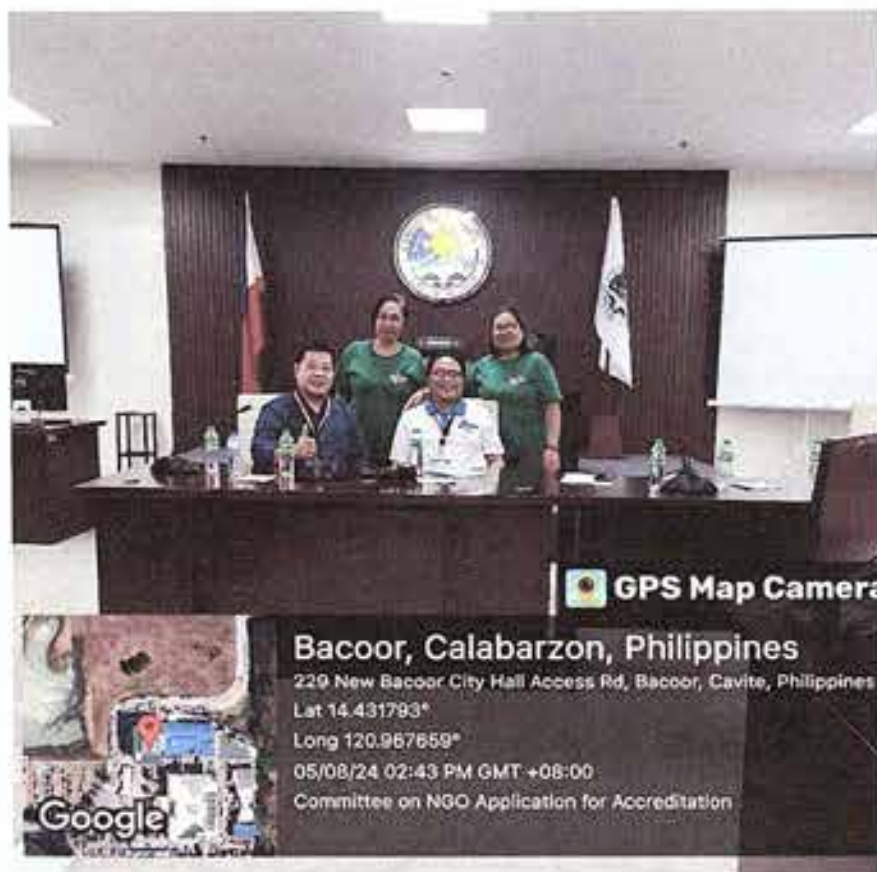 GPS Map Camera
Bacoor, Calabarzon, Philippines
229 New Bacoor City Hall Access Rd, Bacoor, Cavite, Philippines
Lat 14.431793°
Long 120.967659°
05/08/24 02:43 PM GMT +08:00
Committee on NGO Application for Accreditation
Google